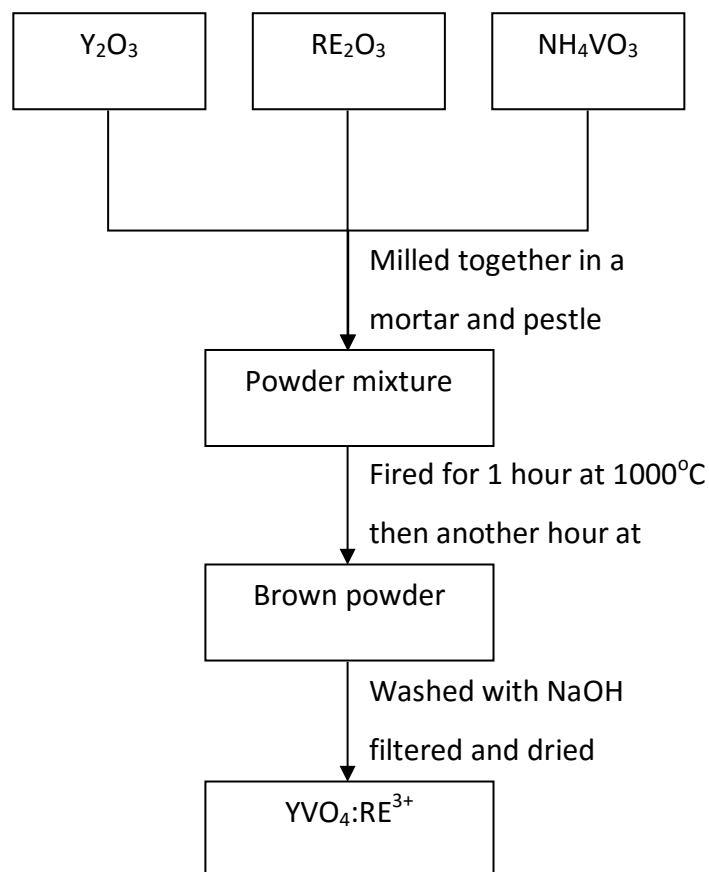 Y₂O₃ RE₂O₃ NH₄VO₃
Milled together in a
mortar and pestle
Powder mixture
Fired for 1 hour at 1000°C
then another hour at
Brown powder
Washed with NaOH
filtered and dried
YVO₄:RE³⁺